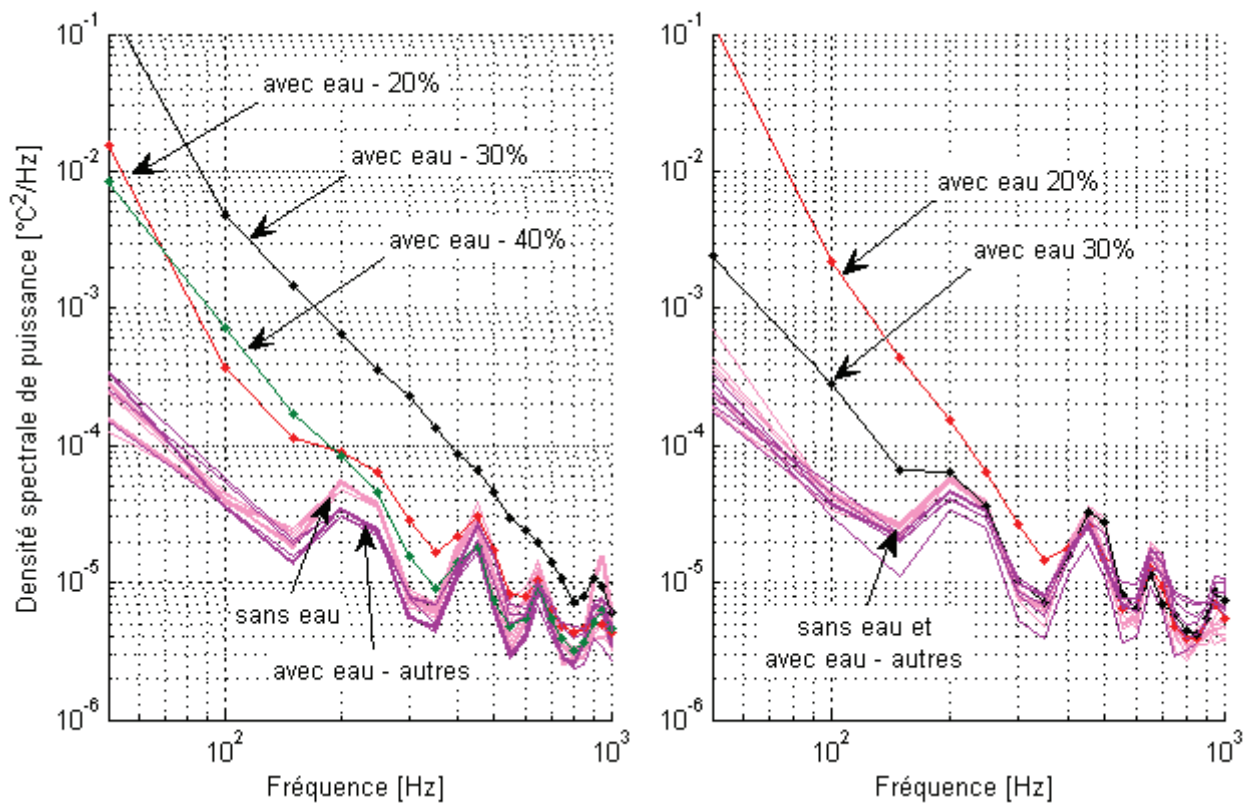 10^-1
10^-2
10^-3
10^-4
10^-5
10^-6
Densité spectrale de puissance [°C^2/Hz]
avec eau - 20%
avec eau - 30%
avec eau - 40%
sans eau
avec eau - autres
10^2
10^3
Fréquence [Hz]
10^-1
10^-2
10^-3
10^-4
10^-5
10^-6
avec eau 20%
avec eau 30%
sans eau et
avec eau - autres
10^2
10^3
Fréquence [Hz]